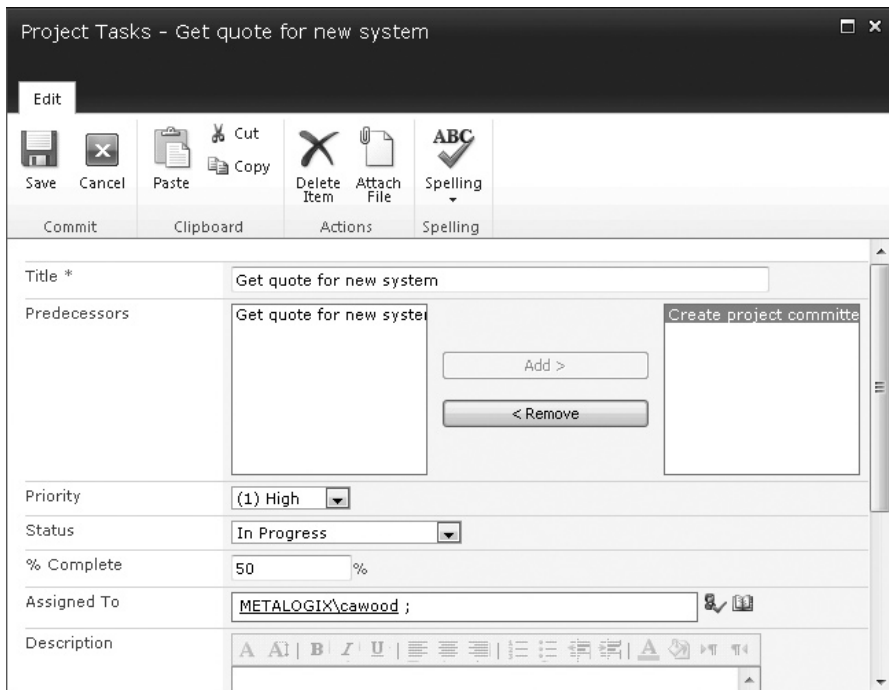 Project Tasks - Get quote for new system
Edit
Save
Cancel
Paste
Cut
Copy
Delete Item
Attach File
ABC
Spelling
Commit
Clipboard
Actions
Spelling
Title *
Get quote for new system
Predecessors
Get quote for new system
Add >
< Remove
Create project committe
Priority
(1) High
Status
In Progress
% Complete
50
%
Assigned To
METALOGIX\cawood ;
Description
A A B I U A